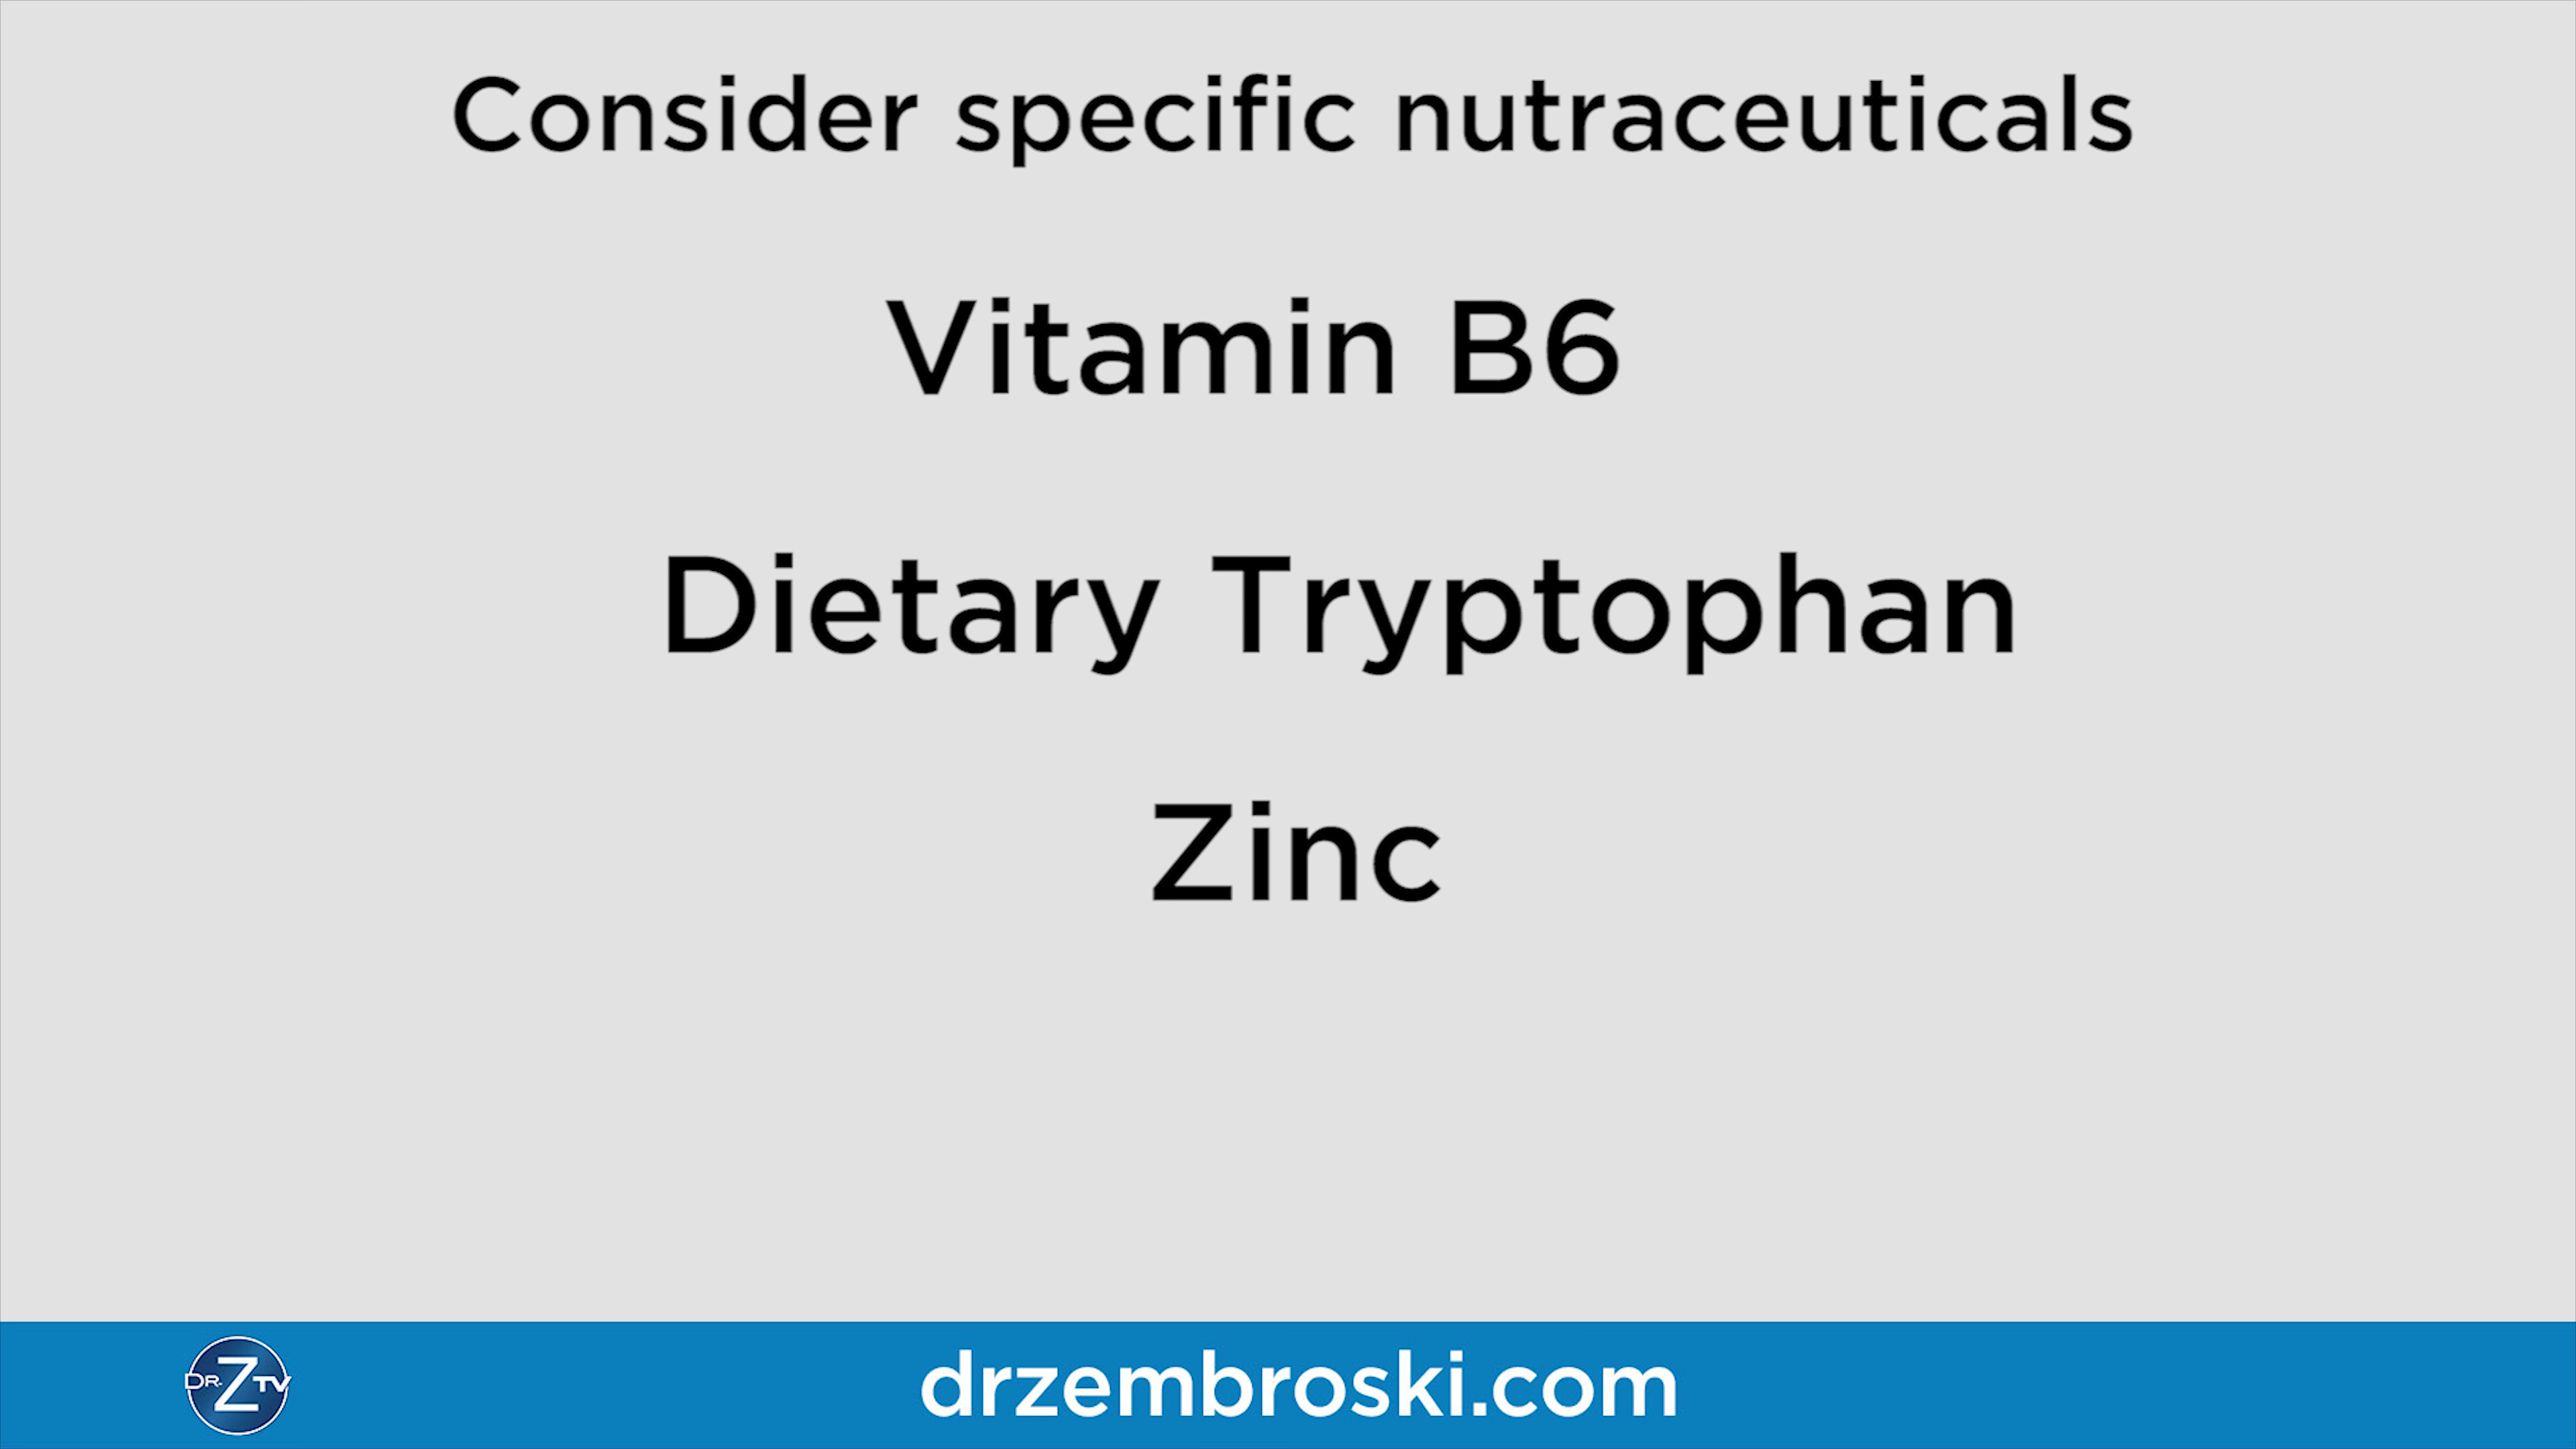 Consider specific nutraceuticals
Vitamin B6
Dietary Tryptophan
Zinc
DR. Z TV
drzembroski.com